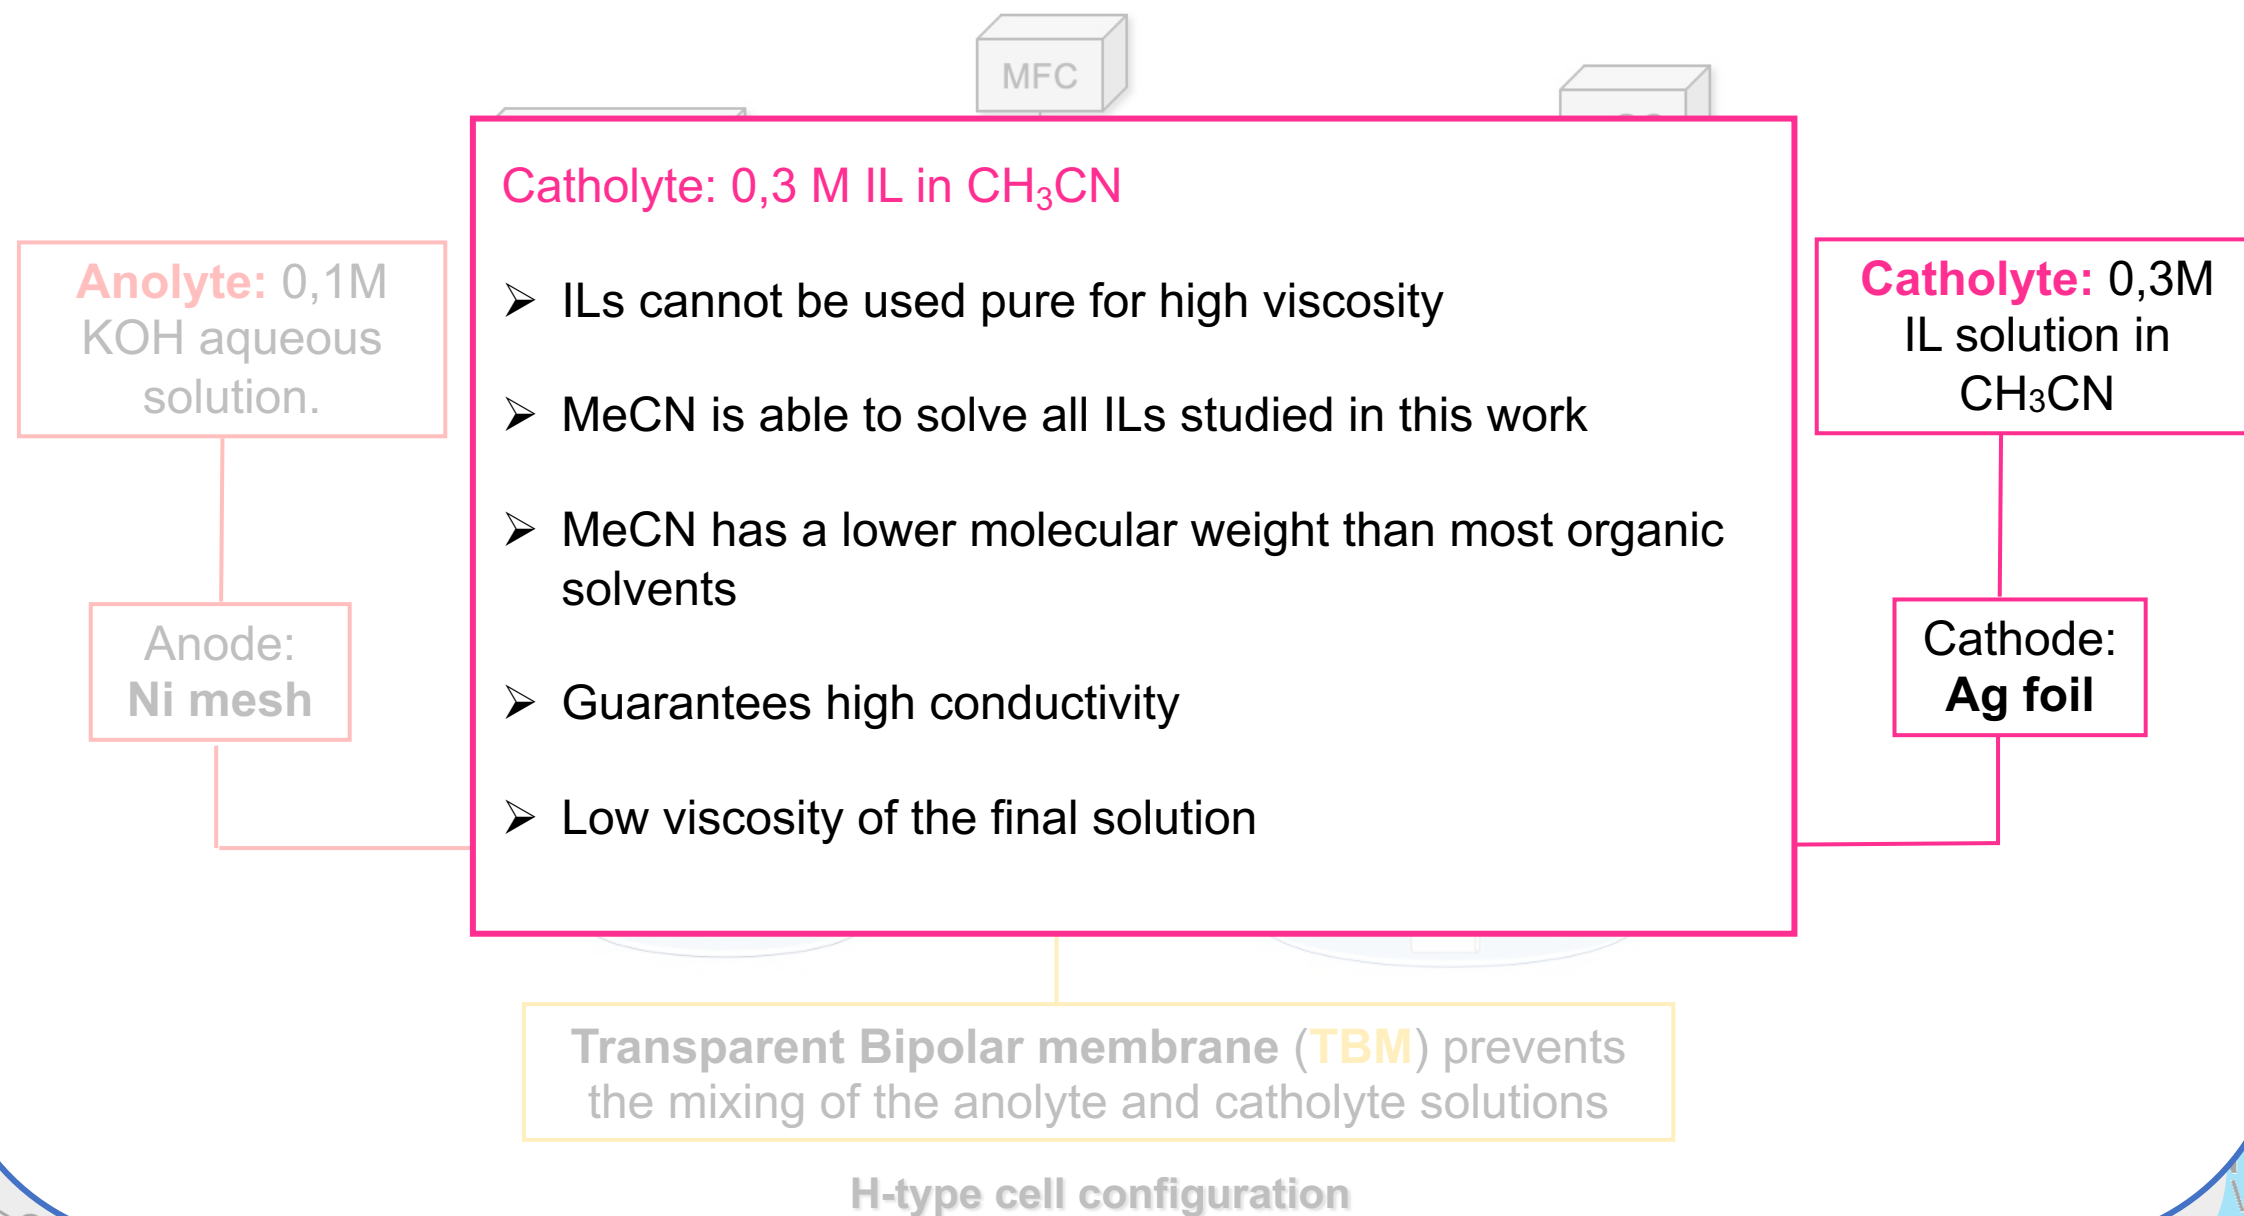 MFC
Catholyte: 0,3 M IL in CH₃CN
➢ ILs cannot be used pure for high viscosity
➢ MeCN is able to solve all ILs studied in this work
➢ MeCN has a lower molecular weight than most organic
solvents
➢ Guarantees high conductivity
➢ Low viscosity of the final solution
Anolyte: 0,1M
KOH aqueous
solution.
Anode:
Ni mesh
Catholyte: 0,3M
IL solution in
CH₃CN
Cathode:
Ag foil
Transparent Bipolar membrane (TBM) prevents
the mixing of the anolyte and catholyte solutions
H-type cell configuration